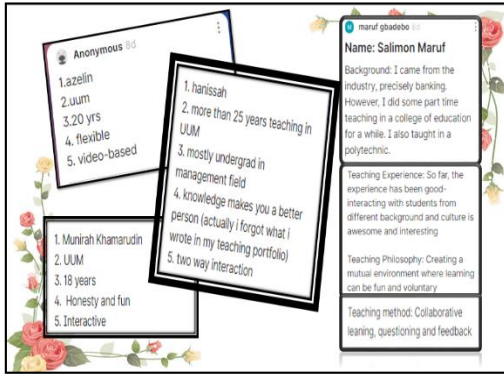 Anonymous 8d
1.azelin
2.uum
3.20 yrs
4. flexible
5. video-based
1. hanissah
2. more than 25 years teaching in
UUM
3. mostly undergrad in
management field
4. knowledge makes you a better
person (actually i forgot what i
wrote in my teaching portfolio)
5. two way interaction
1. Munirah Khamarudin
2. UUM
3. 18 years
4. Honesty and fun
5. Interactive
maruf gbadebo 8d
Name: Salimon Maruf
Background: I came from the
industry, precisely banking.
However, I did some part time
teaching in a college of education
for a while. I also taught in a
polytechnic.
Teaching Experience: So far, the
experience has been good-
interacting with students from
different background and culture is
awesome and interesting
Teaching Philosophy: Creating a
mutual environment where learning
can be fun and voluntary
Teaching method: Collaborative
leaning, questioning and feedback